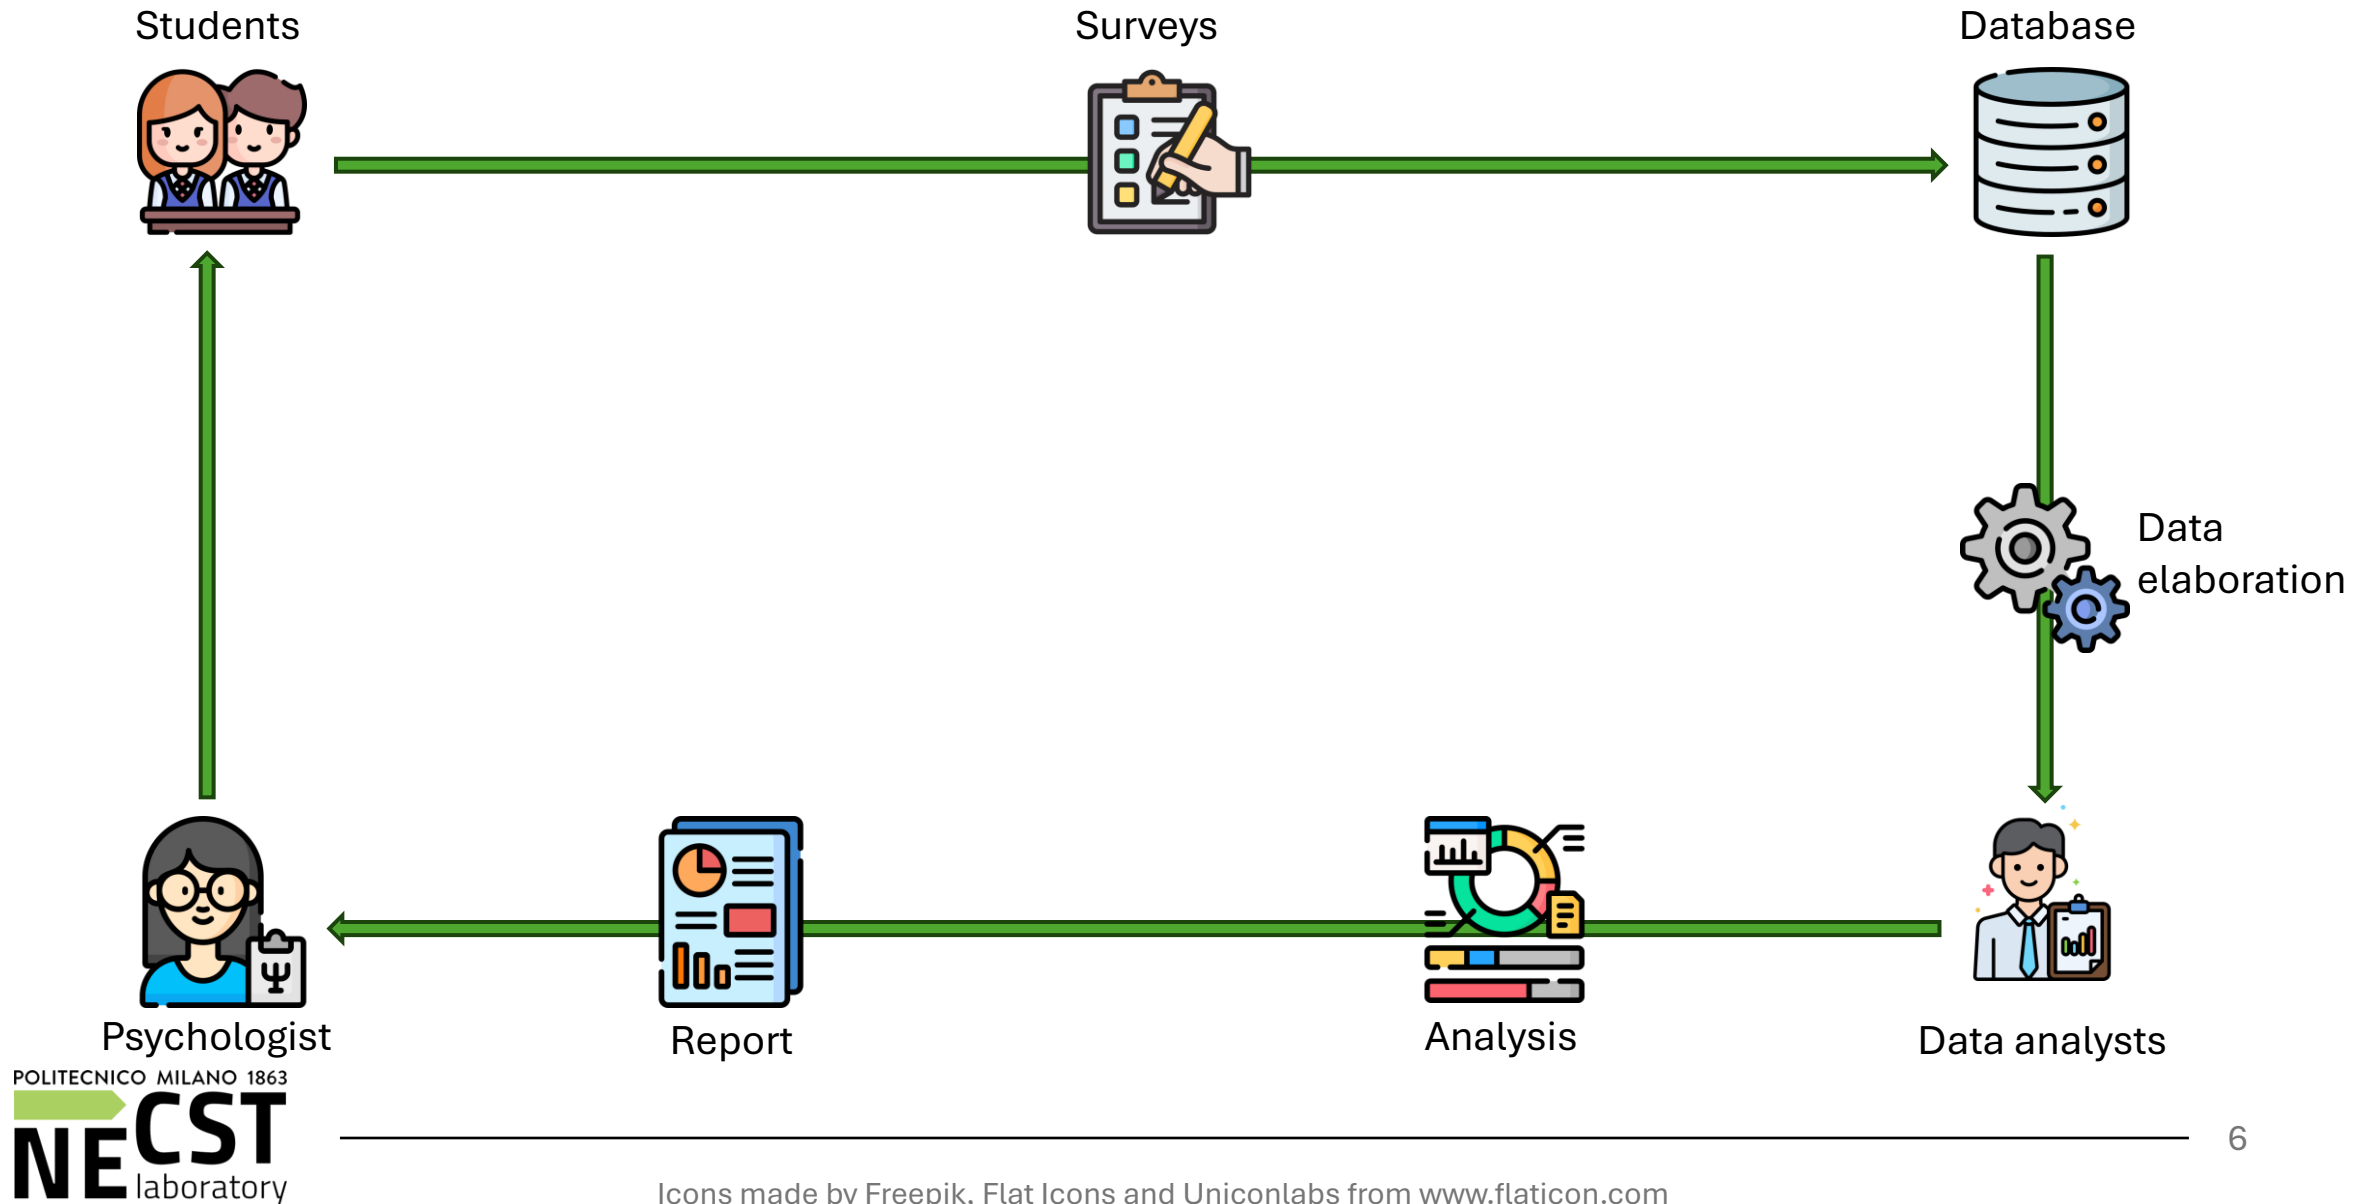 Students
Surveys
Database
Data
elaboration
Psychologist
Report
Analysis
Data analysts
POLITECNICO MILANO 1863
NECST
laboratory
6
Icons made by Freepik, Flat Icons and Uniconlabs from www.flaticon.com